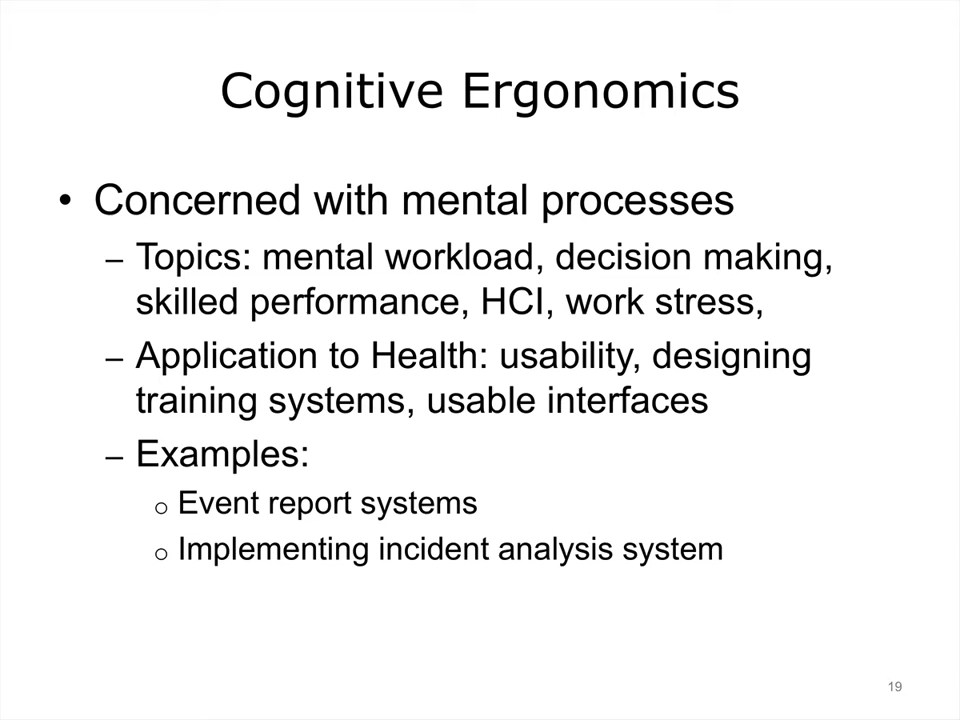 Cognitive Ergonomics
• Concerned with mental processes
– Topics: mental workload, decision making,
skilled performance, HCI, work stress,
– Application to Health: usability, designing
training systems, usable interfaces
– Examples:
o Event report systems
o Implementing incident analysis system
19